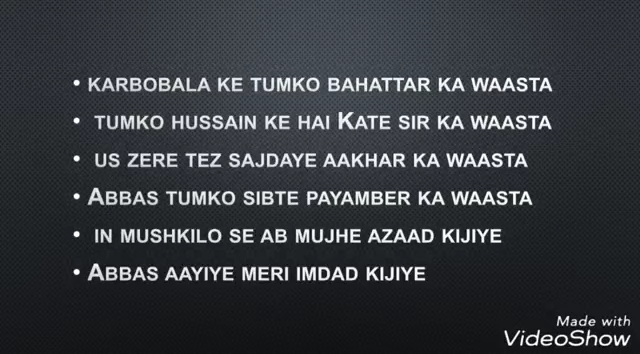 • KARBOBALA KE TUMKO BAHATTAR KA WAASTA
• TUMKO HUSSAIN KE HAI KATE SIR KA WAASTA
• US ZERE TEZ SAJDAYE AAKHAR KA WAASTA
• ABBAS TUMKO SIBTE PAYAMBER KA WAASTA
• IN MUSHKILO SE AB MUJHE AZAAD KIJIYE
• ABBAS AAYIYE MERI IMDAD KIJIYE
Made with
VideoShow